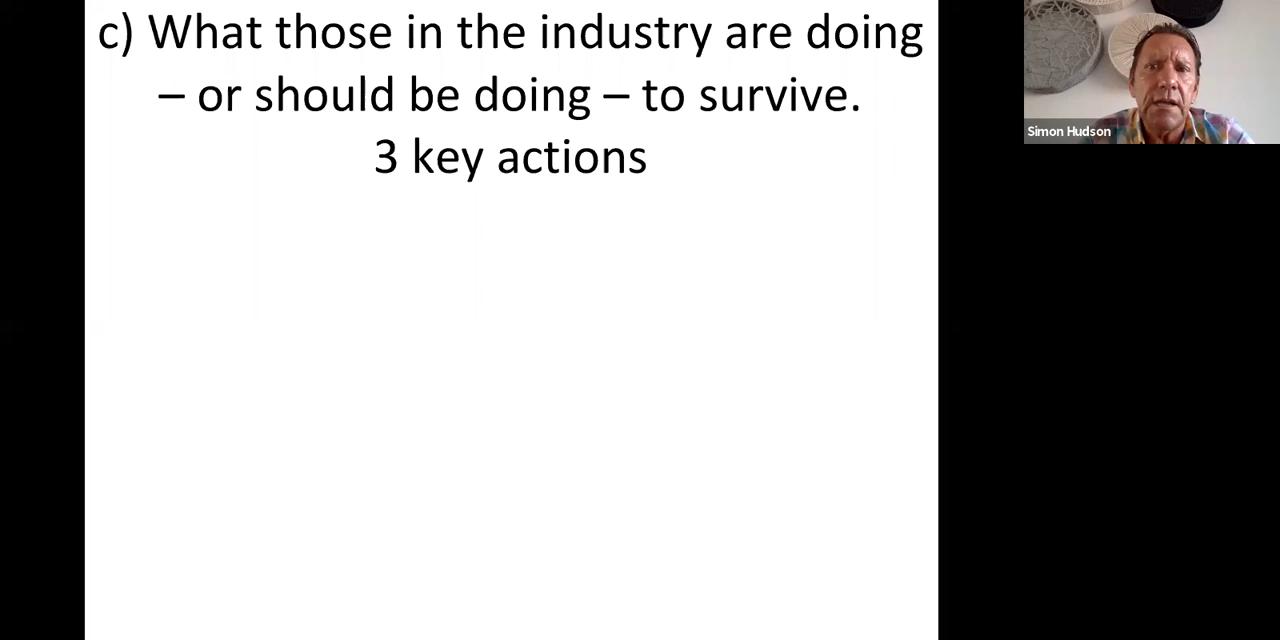 c) What those in the industry are doing
– or should be doing – to survive.
3 key actions
Simon Hudson